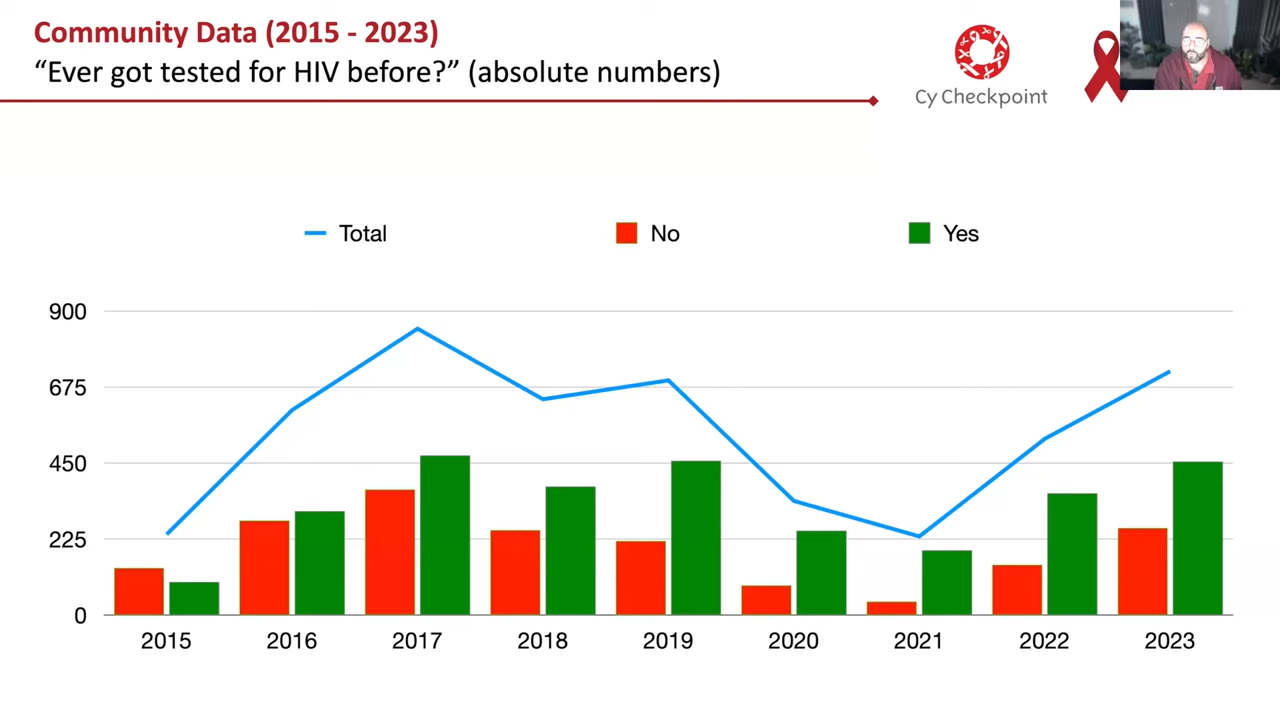 Community Data (2015 - 2023)
“Ever got tested for HIV before?” (absolute numbers)
Cy Checkpoint
Total
No
Yes
900
675
450
225
0
2015
2016
2017
2018
2019
2020
2021
2022
2023